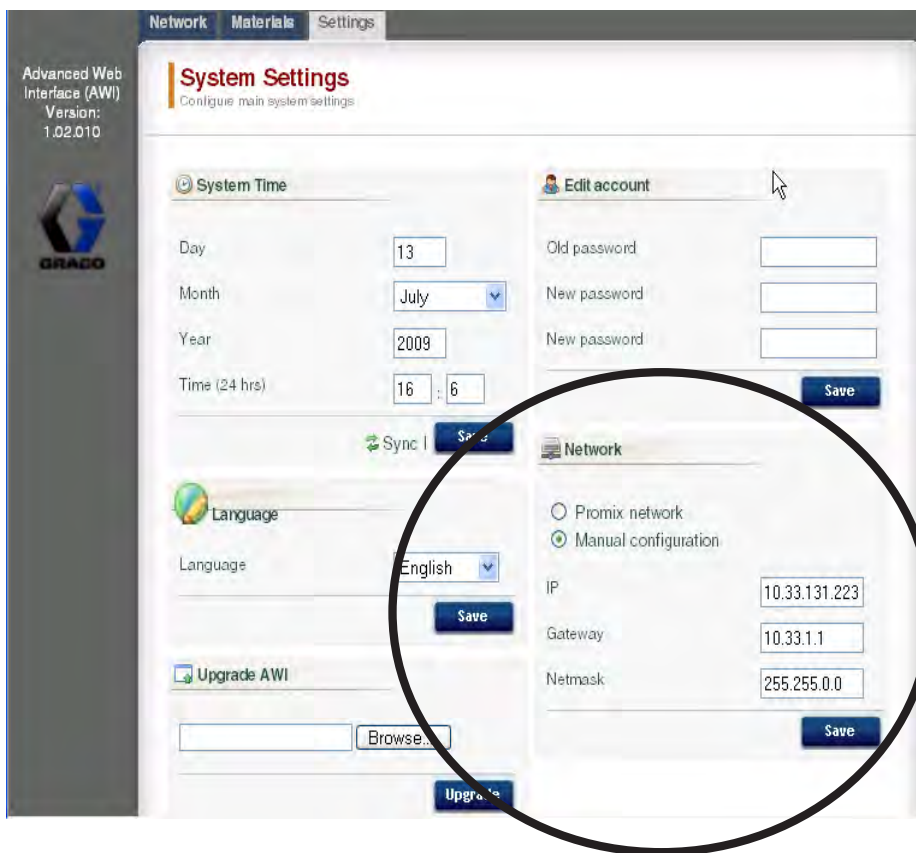 Network Materials Settings
Advanced Web
Interface (AWI)
Version:
1.02.010
GRACO
System Settings
Configure main system settings
System Time
Day 13
Month July
Year 2009
Time (24 hrs) 16 : 6
Sync | Save
Language
Language English
Save
Upgrade AWI
Browse...
Upgrade
Edit account
Old password
New password
New password
Save
Network
Promix network
Manual configuration
IP 10.33.131.223
Gateway 10.33.1.1
Netmask 255.255.0.0
Save